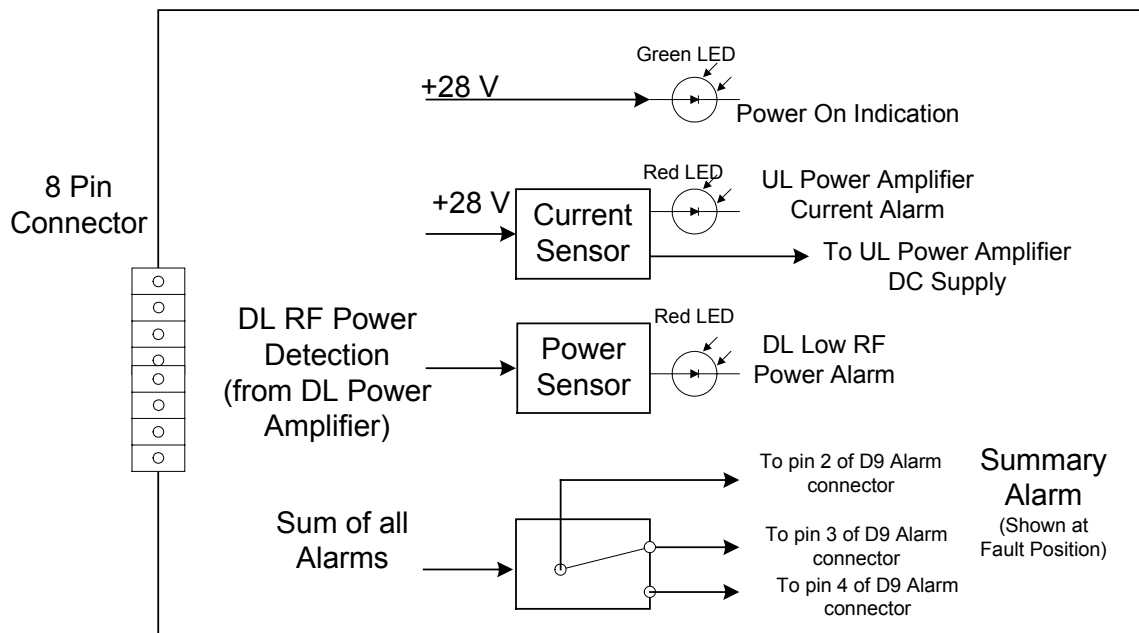 Green LED
+28 V
Power On Indication
8 Pin
Connector
Red LED
UL Power Amplifier
Current Alarm
+28 V
Current
Sensor
To UL Power Amplifier
DC Supply
DL RF Power
Detection
(from DL Power
Amplifier)
Red LED
Power
Sensor
DL Low RF
Power Alarm
Sum of all
Alarms
To pin 2 of D9 Alarm
connector
To pin 3 of D9 Alarm
connector
To pin 4 of D9 Alarm
connector
Summary
Alarm
(Shown at
Fault Position)